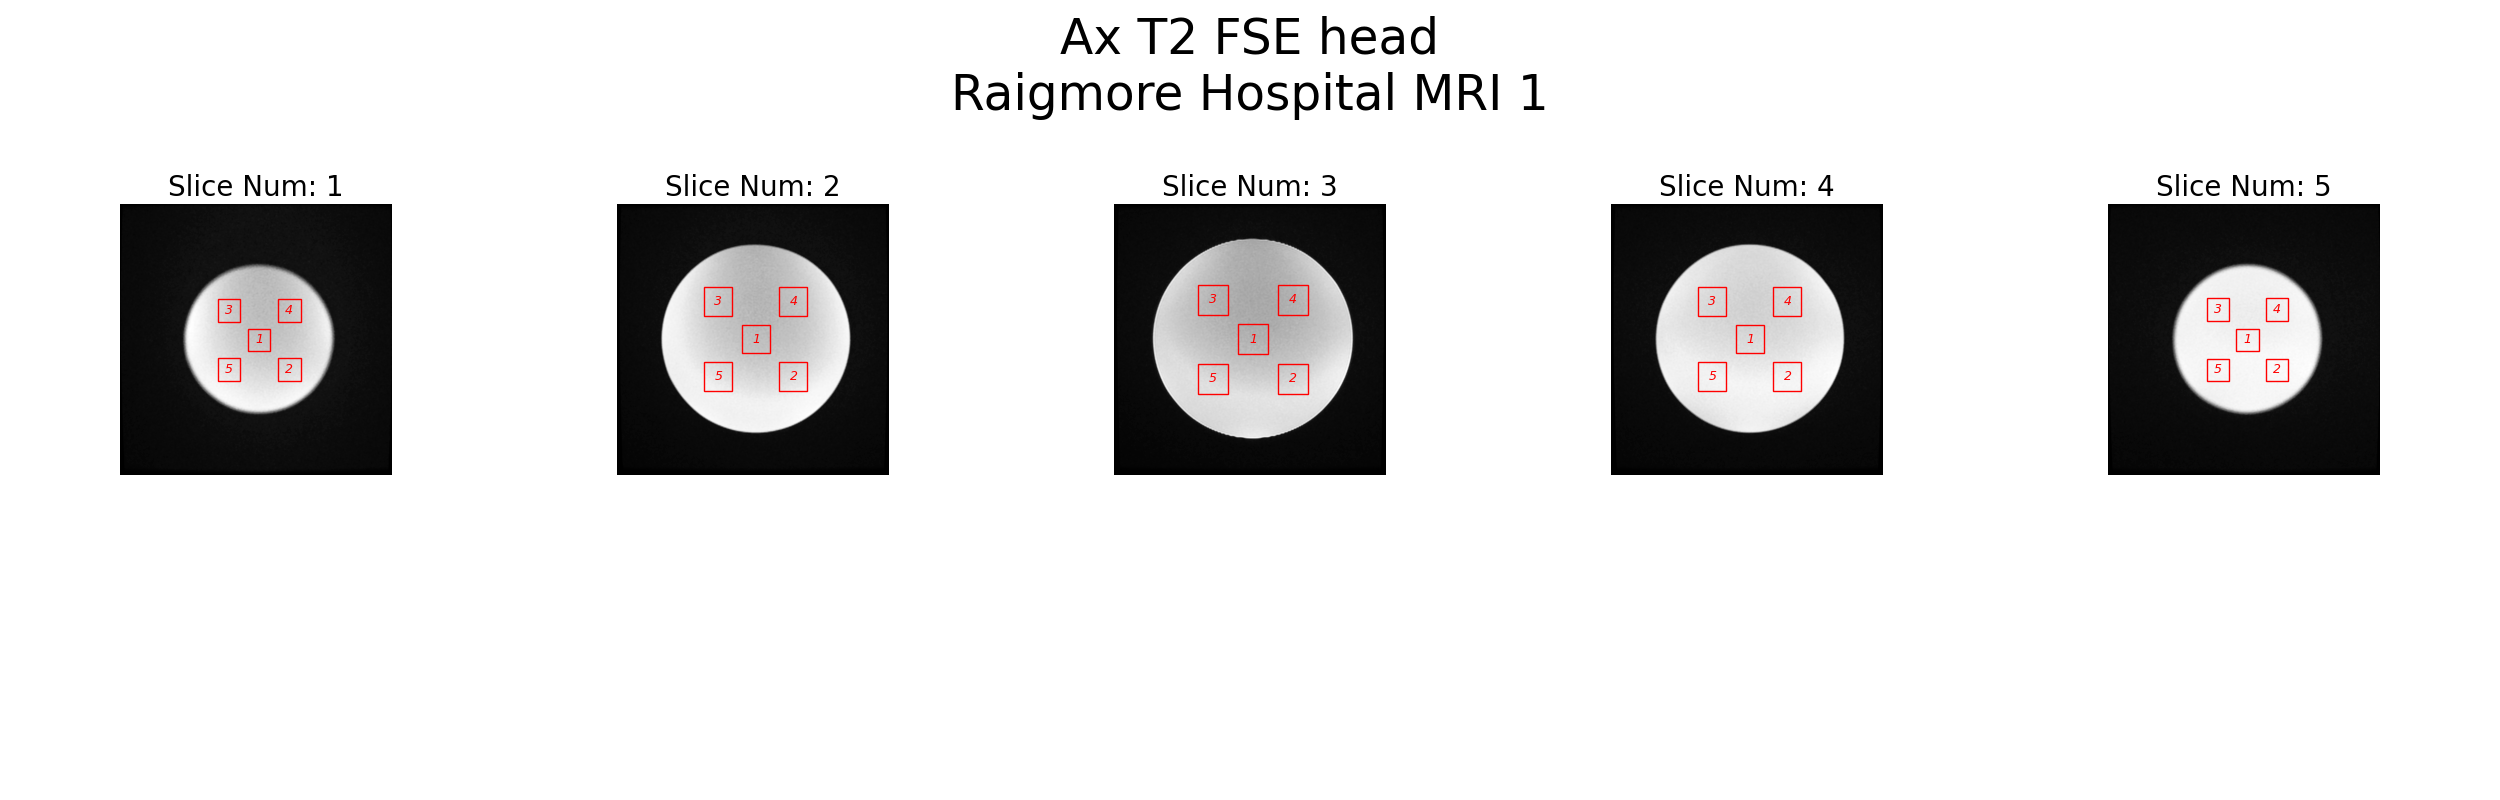 Ax T2 FSE head
Raigmore Hospital MRI 1
Slice Num: 1
3 4
1
5 2
Slice Num: 2
3 4
1
5 2
Slice Num: 3
3 4
1
5 2
Slice Num: 4
3 4
1
5 2
Slice Num: 5
3 4
1
5 2